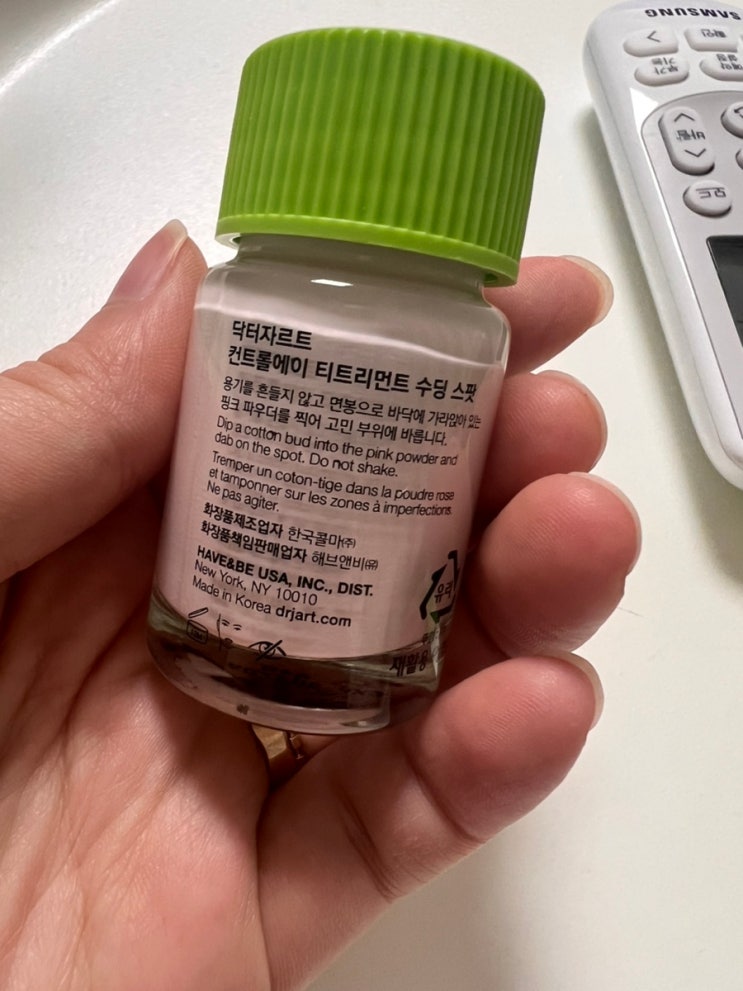 닥터자르트
컨트롤에이 티트리먼트 수딩 스팟
용기를 흔들지 않고 면봉으로 바닥에 가라앉아 있는
핑크 파우더를 찍어 고민 부위에 바릅니다.
Dip a cotton bud into the pink powder and
dab on the spot. Do not shake.
Tremper un coton-tige dans la poudre rose
et tamponner sur les zones à imperfections.
Ne pas agiter.
화장품제조업자 한국콜마㈜
화장품책임판매업자 해브앤비㈜
HAVE&BE USA, INC., DIST.
New York, NY 10010
Made in Korea drjart.com
유리
재활용
SAMSUNG